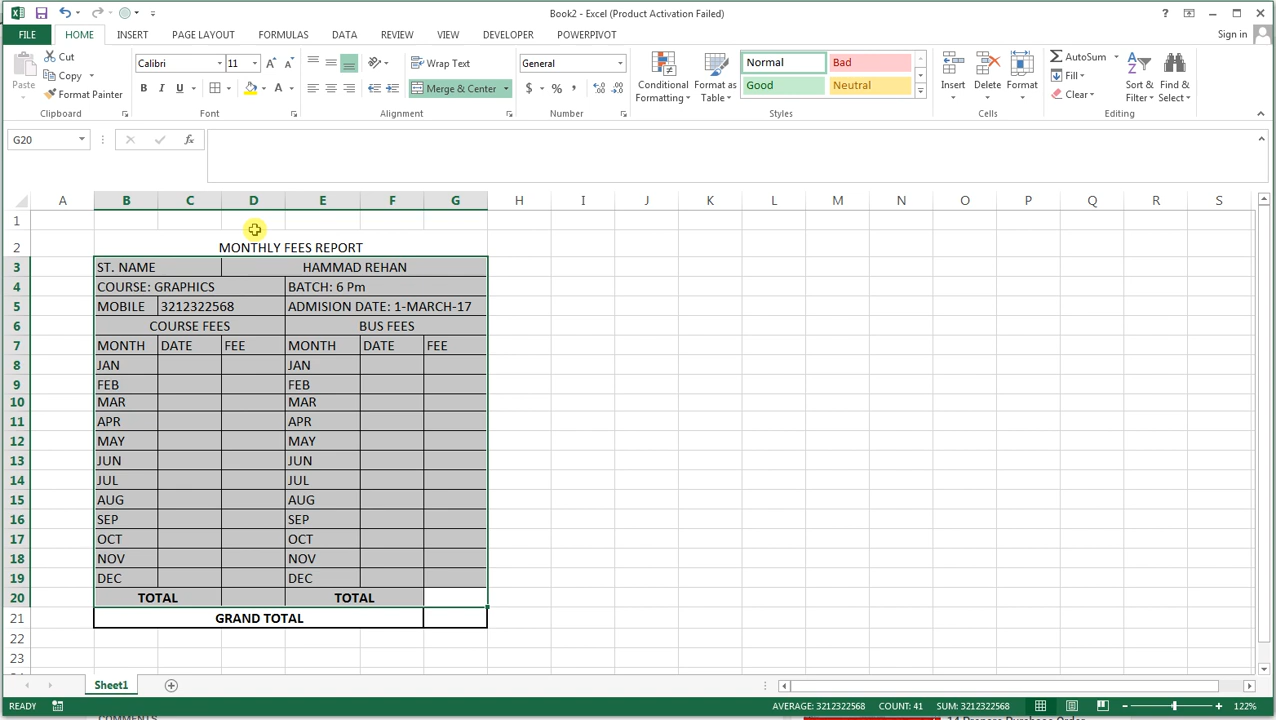 Book2 - Excel (Product Activation Failed)
FILE HOME INSERT PAGE LAYOUT FORMULAS DATA REVIEW VIEW DEVELOPER POWERPIVOT Sign in
Paste
Cut
Copy
Format Painter
Clipboard
Calibri 11
B I U A
Font
Wrap Text
Merge & Center
Alignment
General
$ % ,
Number
Conditional Formatting
Format as Table
Normal Bad
Good Neutral
Styles
Insert Delete Format
Cells
AutoSum
Fill
Clear
Sort & Filter
Find & Select
Editing
G20 fx
A B C D E F G H I J K L M N O P Q R S
1
2 MONTHLY FEES REPORT
3 ST. NAME HAMMAD REHAN
4 COURSE: GRAPHICS BATCH: 6 Pm
5 MOBILE 3212322568 ADMISION DATE: 1-MARCH-17
6 COURSE FEES BUS FEES
7 MONTH DATE FEE MONTH DATE FEE
8 JAN JAN
9 FEB FEB
10 MAR MAR
11 APR APR
12 MAY MAY
13 JUN JUN
14 JUL JUL
15 AUG AUG
16 SEP SEP
17 OCT OCT
18 NOV NOV
19 DEC DEC
20 TOTAL TOTAL
21 GRAND TOTAL
22
23
Sheet1
READY AVERAGE: 3212322568 COUNT: 41 SUM: 3212322568 122%
COMMENTS
14 Prepare Purchase Order